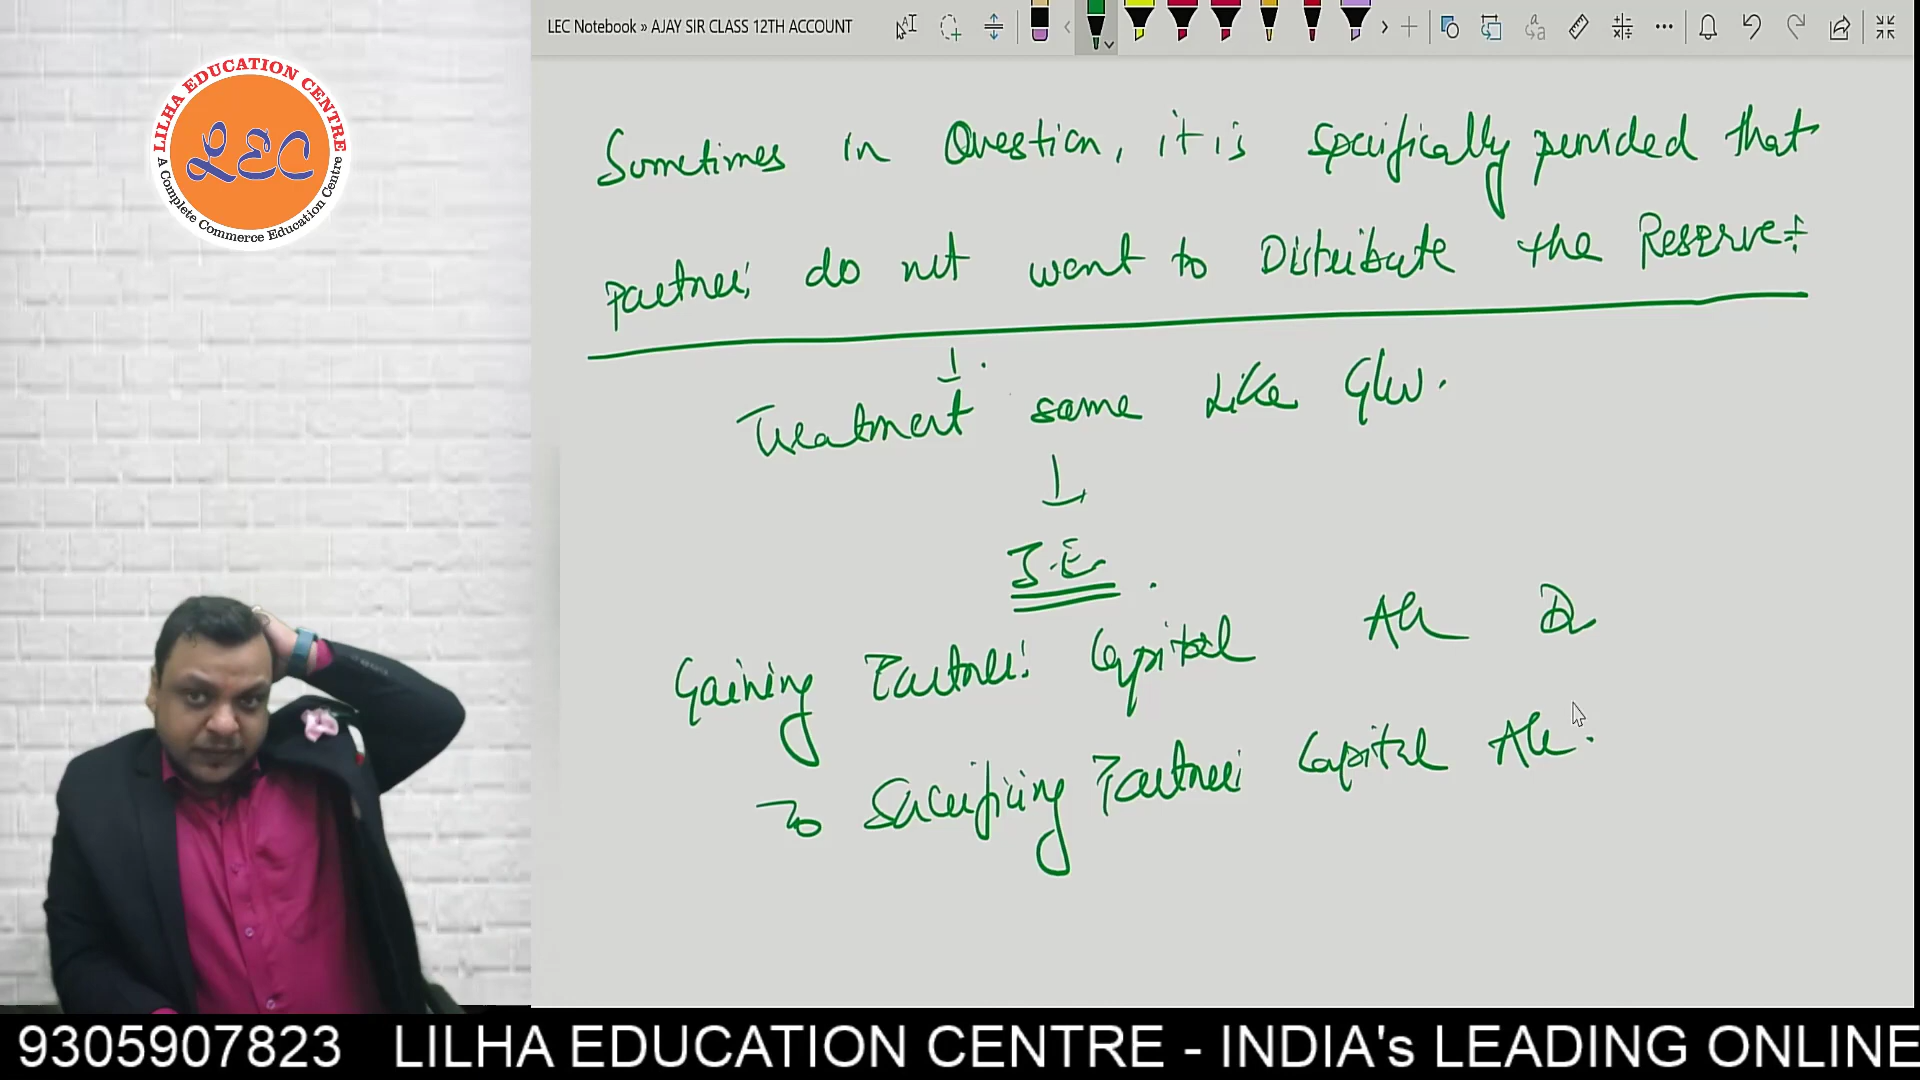 LEC Notebook » AJAY SIR CLASS 12TH ACCOUNT
LILHA EDUCATION CENTRE
LEC
A Complete Commerce Education Centre
Sometimes in Question, it is specifically provided that
partners do not want to Distribute the Reserve:
Treatment same Like G/w.
J.E.
Gaining Partners Capital A/c Dr
To Sacrificing Partners Capital A/c.
9305907823 LILHA EDUCATION CENTRE - INDIA's LEADING ONLINE